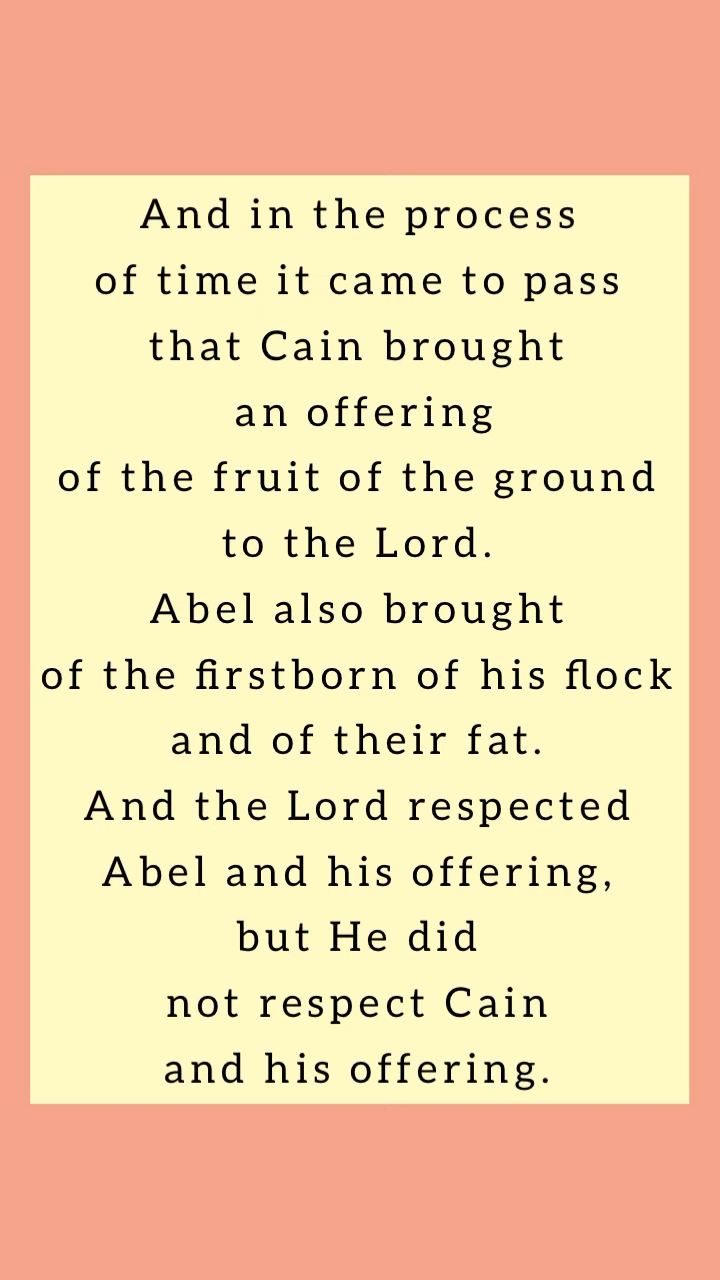 And in the process
of time it came to pass
that Cain brought
an offering
of the fruit of the ground
to the Lord.
Abel also brought
of the firstborn of his flock
and of their fat.
And the Lord respected
Abel and his offering,
but He did
not respect Cain
and his offering.